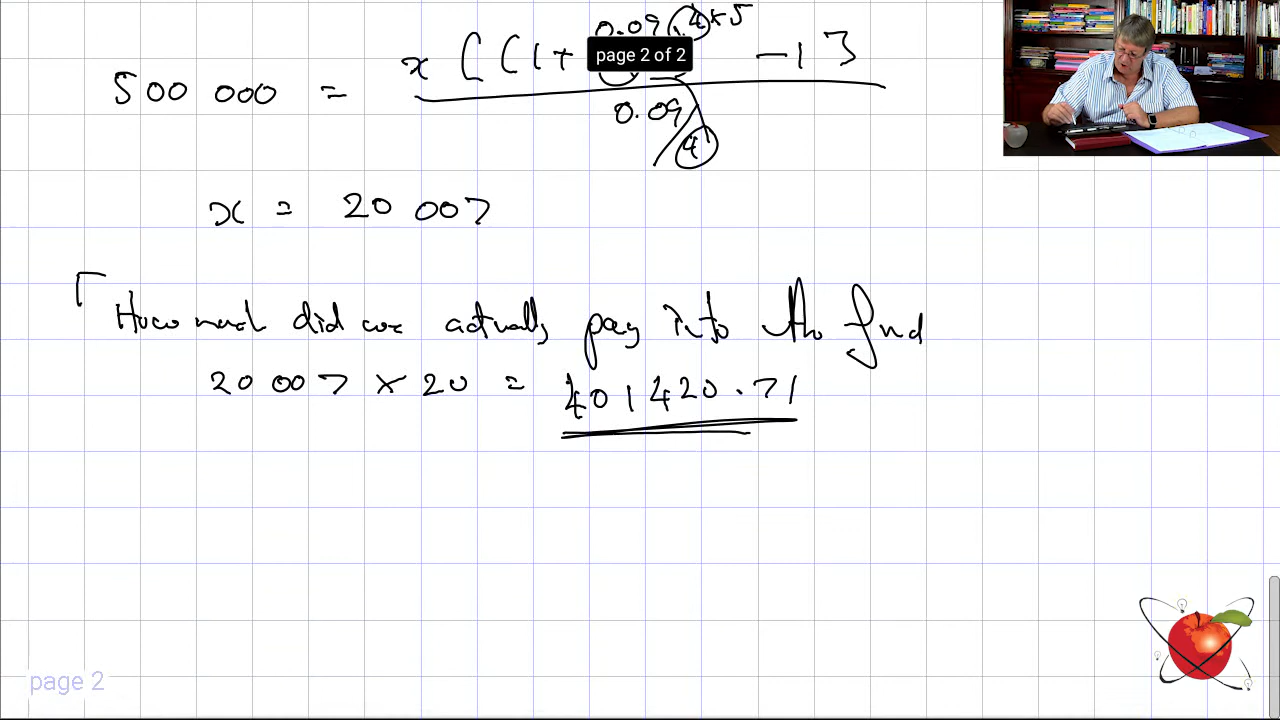 0.09 4×5
page 2 of 2
x [(1+ -1]
500 000 =
0.09/4
x = 20 007
How much did we actually pay into the fund
20 007 × 20 = 401 420.71
page 2